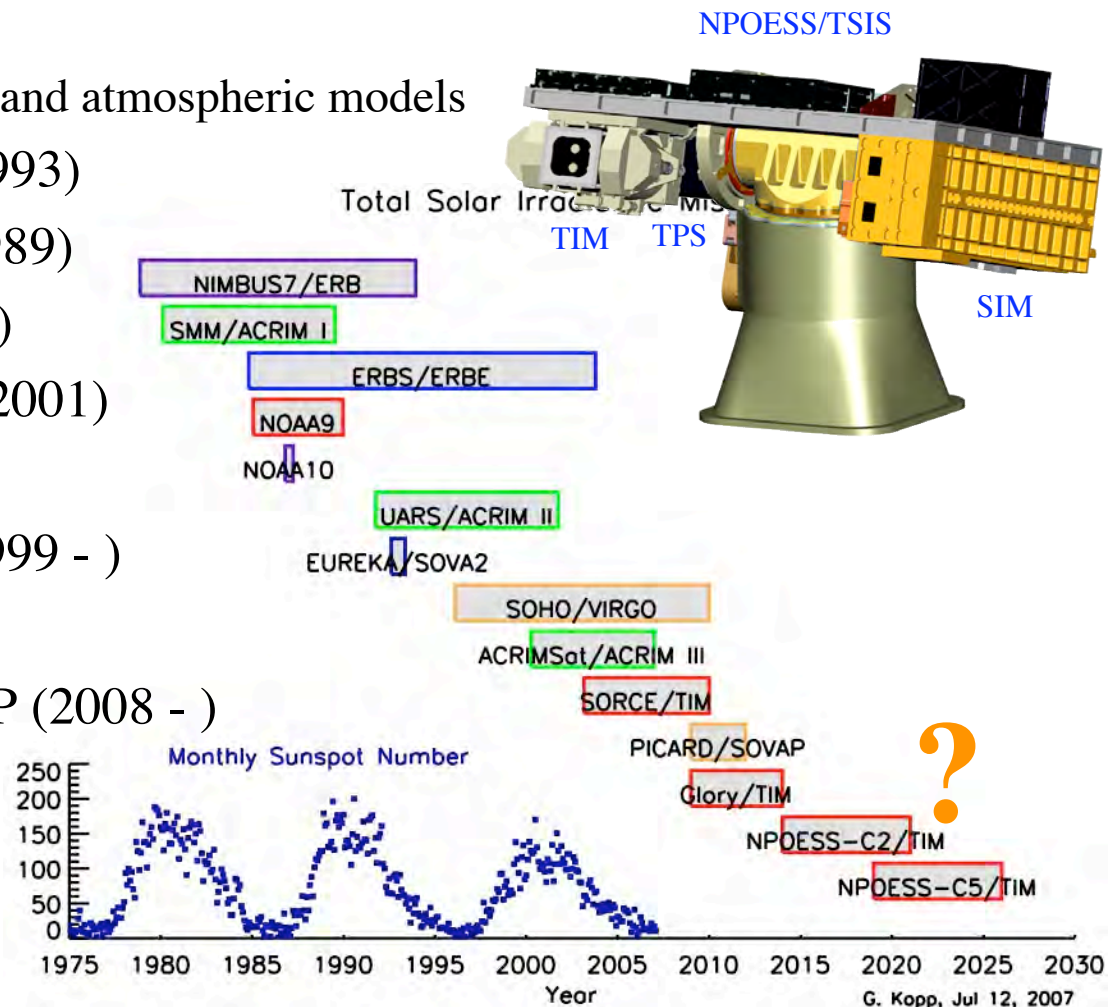 NPOESS/TSIS
and atmospheric models
993)
Total Solar Irradiance Mis
TIM
TPS
989)
SIM
NIMBUS7/ERB
)
SMM/ACRIM I
ERBS/ERBE
2001)
NOAA9
NOAA10
UARS/ACRIM II
999 - )
EUREKA/SOVA2
SOHO/VIRGO
ACRIMSat/ACRIM III
P (2008 - )
SORCE/TIM
PICARD/SOVAP
?
Monthly Sunspot Number
Glory/TIM
NPOESS-C2/TIM
NPOESS-C5/TIM
250
200
150
100
50
0
1975 1980 1985 1990 1995 2000 2005 2010 2015 2020 2025 2030
Year
G. Kopp, Jul 12, 2007